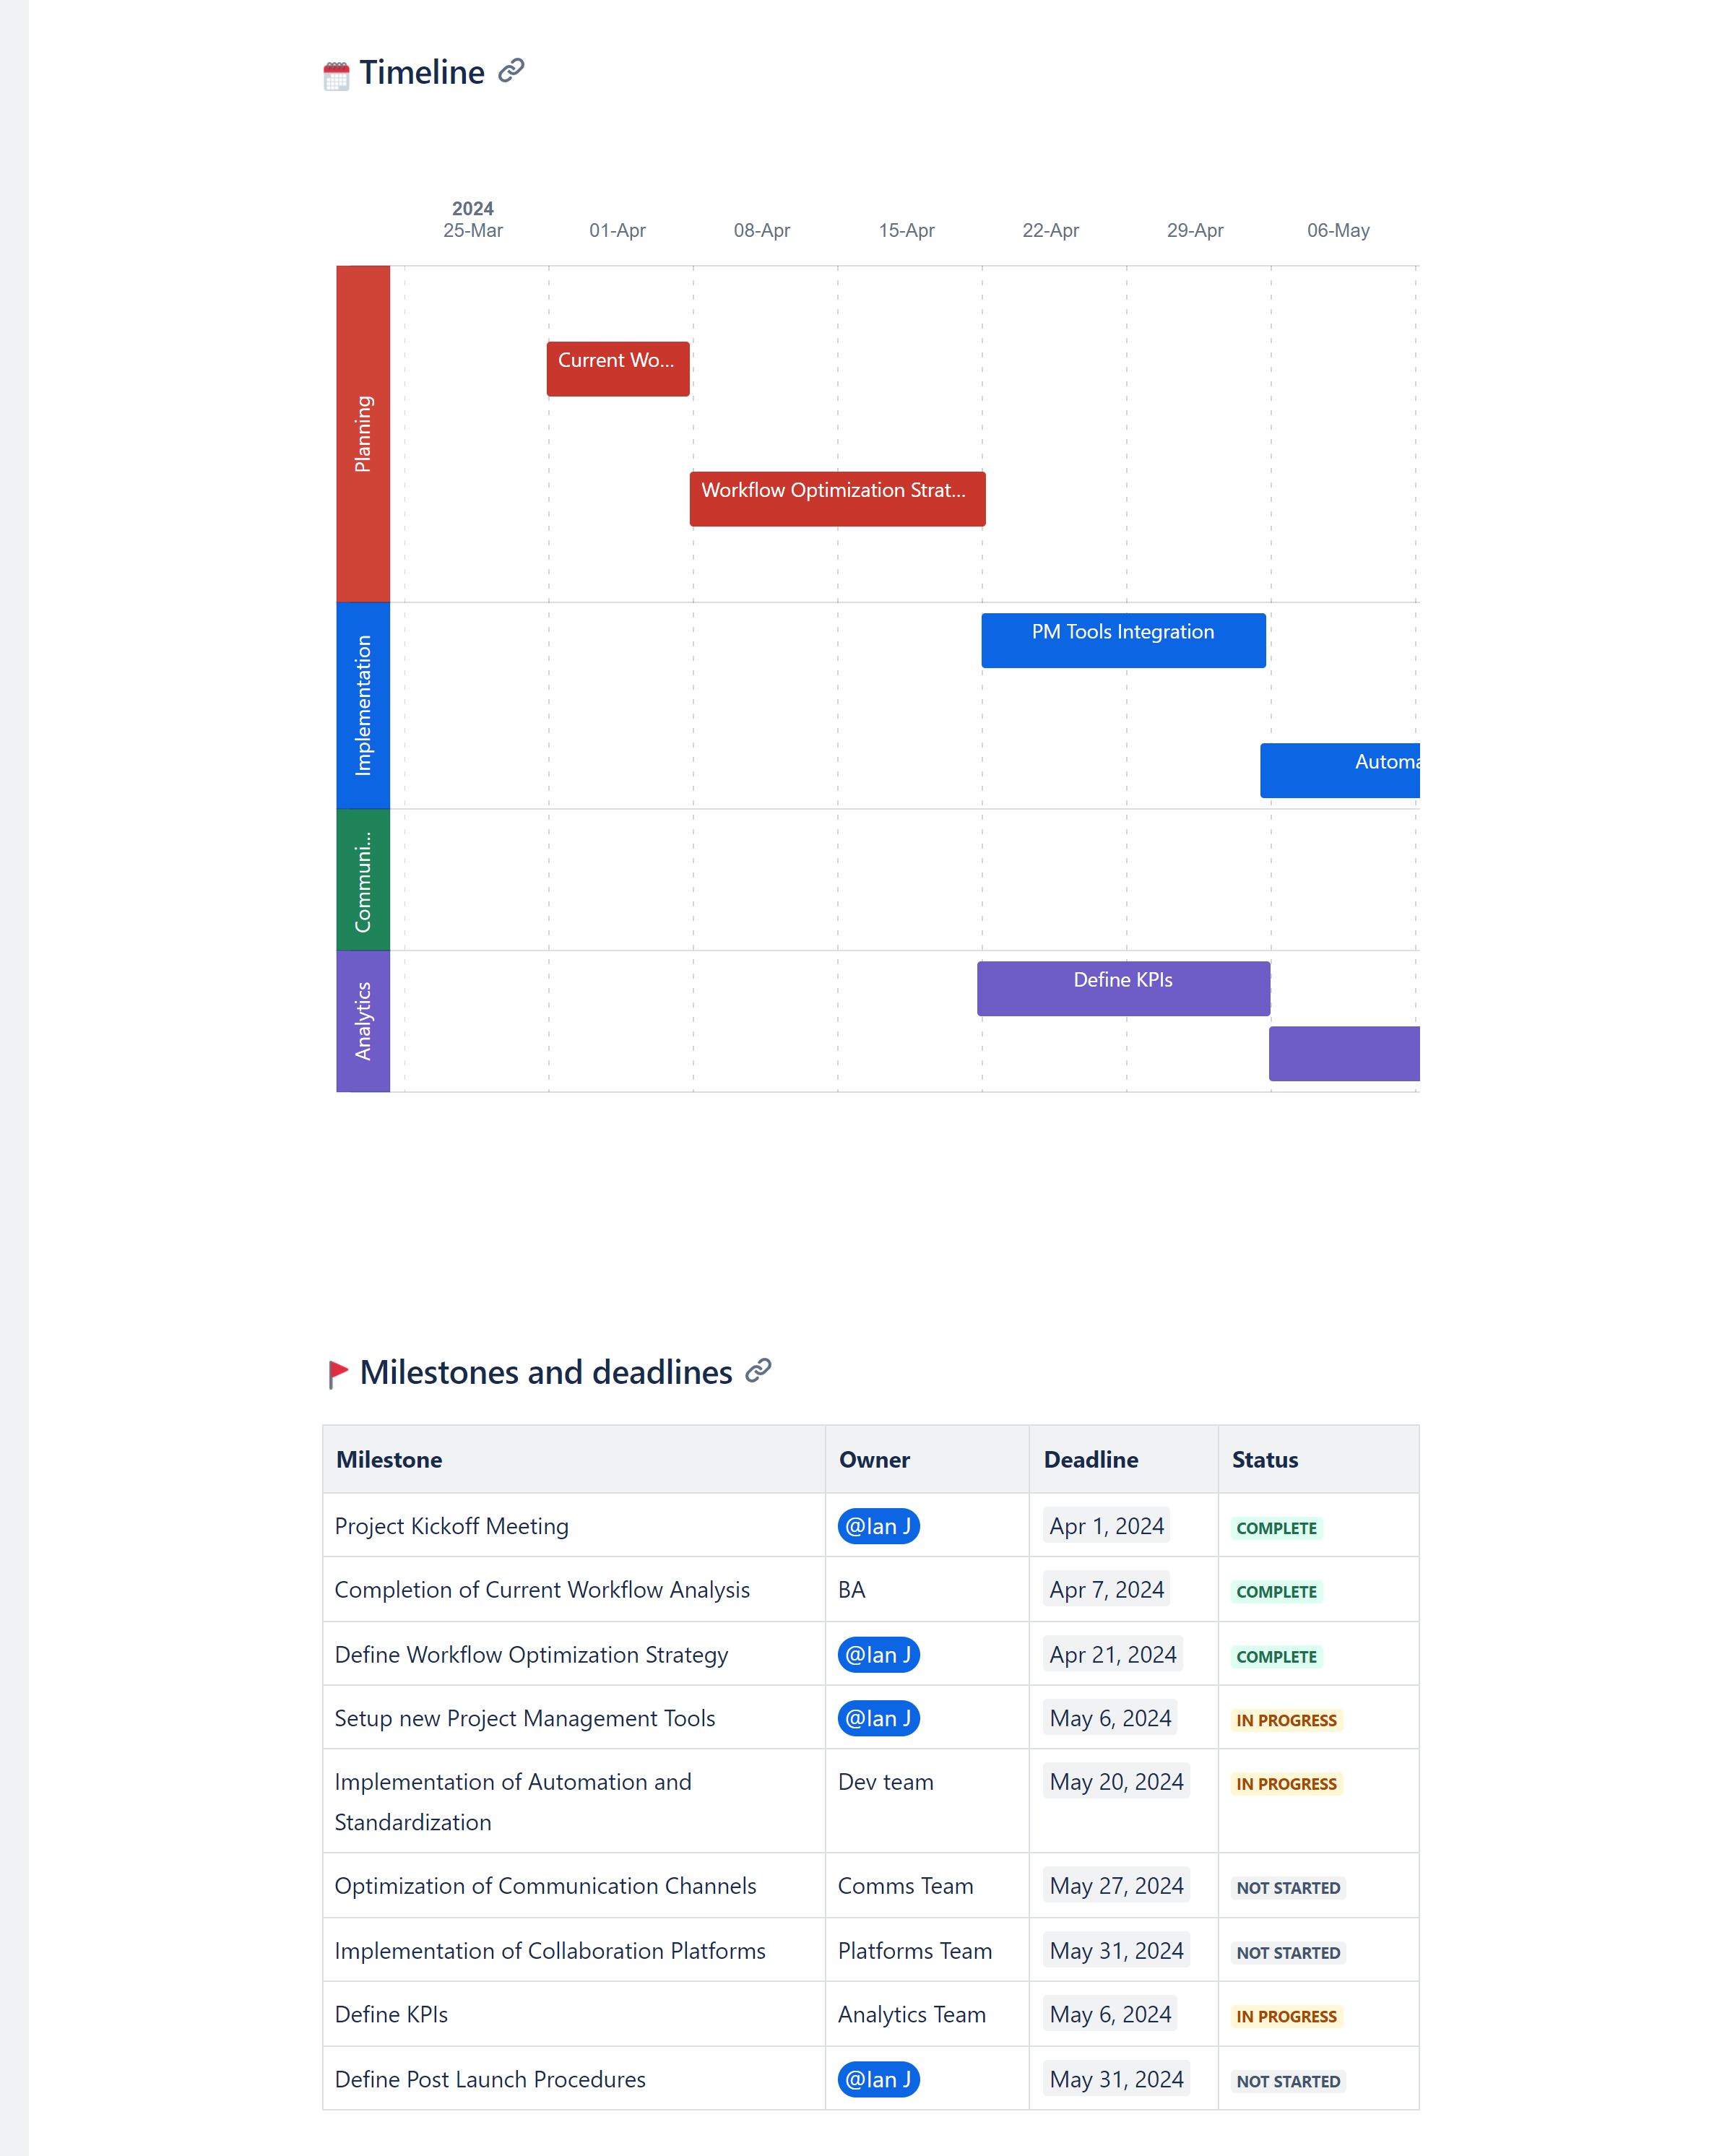 Timeline
2024
25-Mar 01-Apr 08-Apr 15-Apr 22-Apr 29-Apr 06-May
Planning
Current Wo...
Workflow Optimization Strat...
Implementation
PM Tools Integration
Automa
Communi...
Analytics
Define KPIs
Milestones and deadlines
Milestone Owner Deadline Status
Project Kickoff Meeting @Ian J Apr 1, 2024 COMPLETE
Completion of Current Workflow Analysis BA Apr 7, 2024 COMPLETE
Define Workflow Optimization Strategy @Ian J Apr 21, 2024 COMPLETE
Setup new Project Management Tools @Ian J May 6, 2024 IN PROGRESS
Implementation of Automation and Dev team May 20, 2024 IN PROGRESS
Standardization
Optimization of Communication Channels Comms Team May 27, 2024 NOT STARTED
Implementation of Collaboration Platforms Platforms Team May 31, 2024 NOT STARTED
Define KPIs Analytics Team May 6, 2024 IN PROGRESS
Define Post Launch Procedures @Ian J May 31, 2024 NOT STARTED